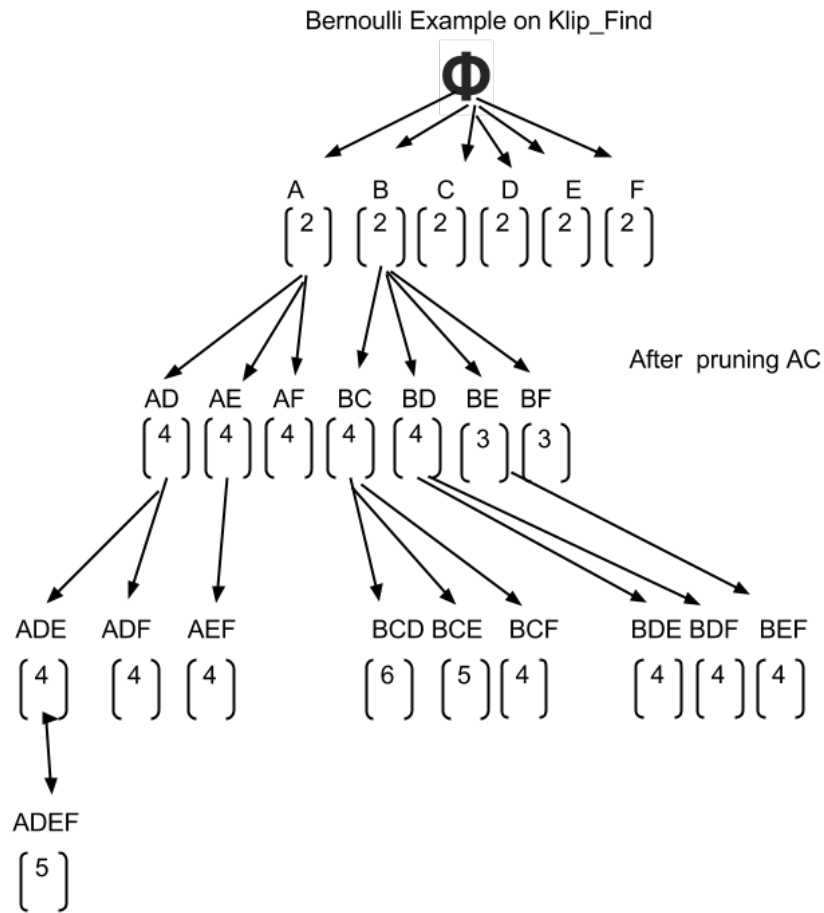 Bernoulli Example on Klip_Find
Φ
A B C D E F
2 2 2 2 2 2
After pruning AC
AD AE AF BC BD BE BF
4 4 4 4 4 3 3
ADE ADF AEF BCD BCE BCF BDE BDF BEF
4 4 4 6 5 4 4 4 4
ADEF
5